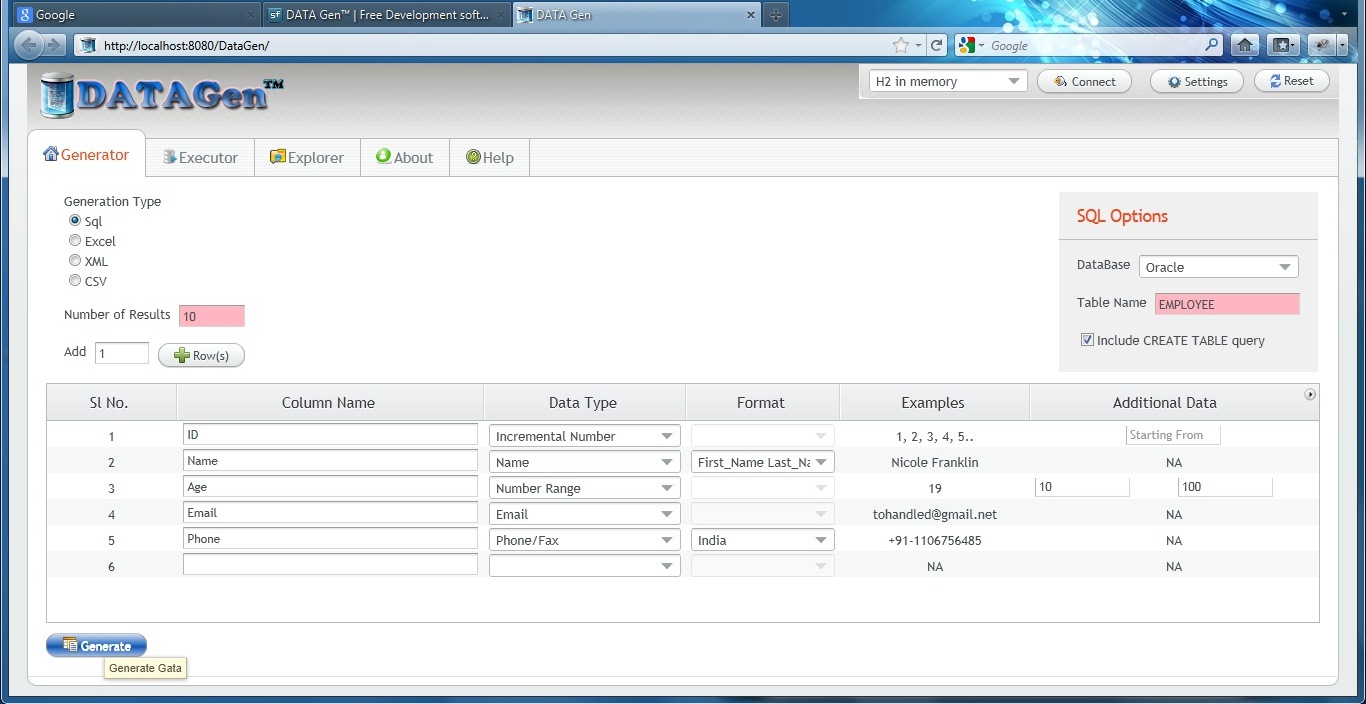 Google
DATA Gen™ | Free Development soft...
DATA Gen
http://localhost:8080/DataGen/
Google
DATAGen™
H2 in memory
Connect
Settings
Reset
Generator
Executor
Explorer
About
Help
Generation Type
Sql
Excel
XML
CSV
Number of Results 10
Add 1 Row(s)
SQL Options
DataBase Oracle
Table Name EMPLOYEE
Include CREATE TABLE query
Sl No. Column Name Data Type Format Examples Additional Data
1 ID Incremental Number 1, 2, 3, 4, 5.. Starting From
2 Name Name First_Name Last_Na Nicole Franklin NA
3 Age Number Range 19 10 100
4 Email Email tohandled@gmail.net NA
5 Phone Phone/Fax India +91-1106756485 NA
6 NA NA
Generate
Generate Gata